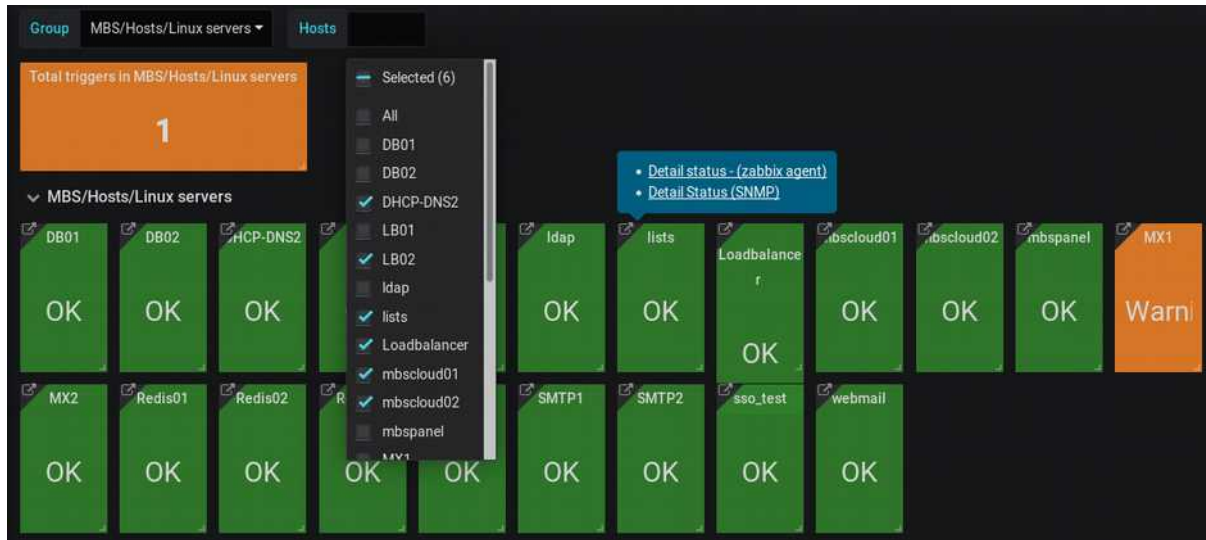 Group MBS/Hosts/Linux servers Hosts
Total triggers in MBS/Hosts/Linux servers
1
Selected (6)
All
DB01
DB02
DHCP-DNS2
LB01
LB02
ldap
lists
Loadbalancer
mbscloud01
mbscloud02
mbspanel
MX1
• Detail status - (zabbix agent)
• Detail Status (SNMP)
MBS/Hosts/Linux servers
DB01
OK
DB02
OK
HCP-DNS2
OK
ldap
OK
lists
OK
Loadbalance
r
OK
bscloud01
OK
bscloud02
OK
mbspanel
OK
MX1
Warni
MX2
OK
Redis01
OK
Redis02
OK
R
OK
OK
SMTP1
OK
SMTP2
OK
sso_test
OK
webmail
OK